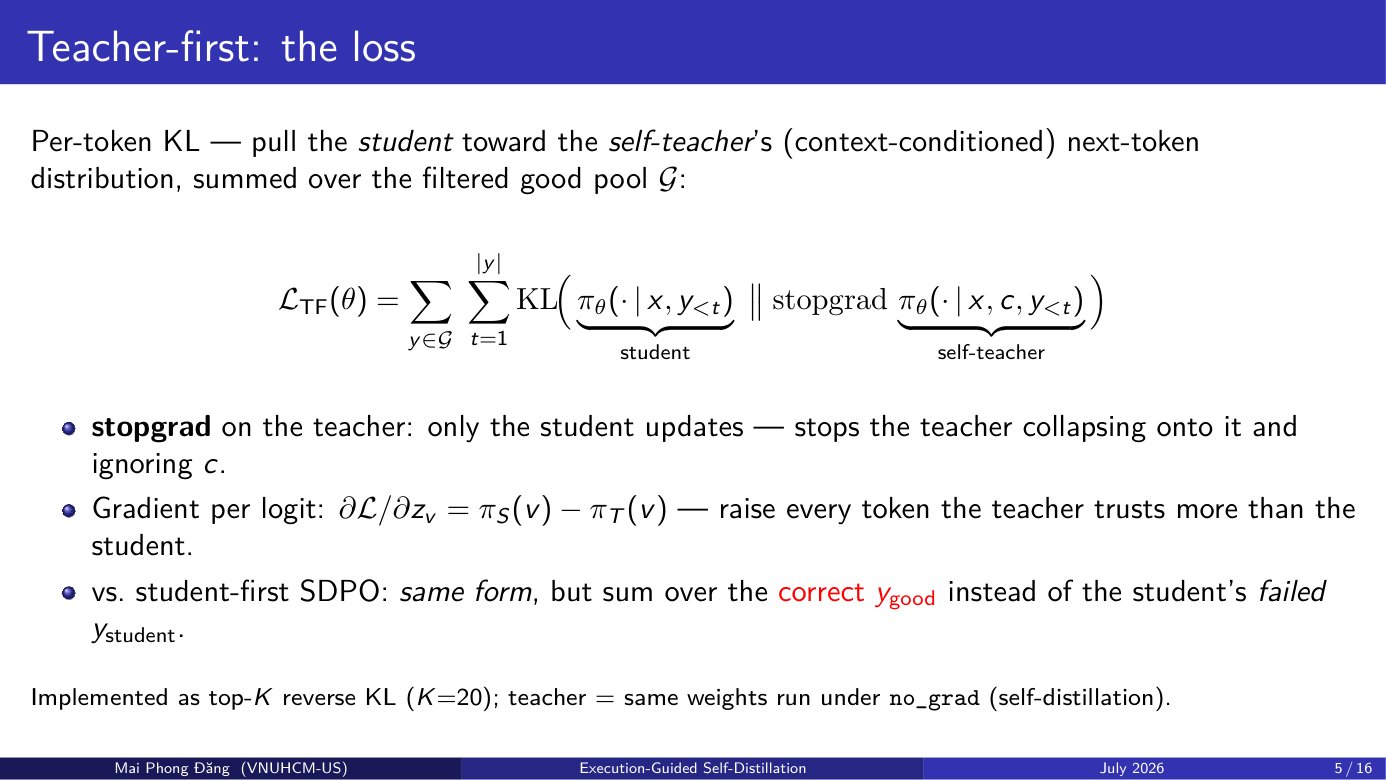 Teacher-first: the loss
Per-token KL — pull the student toward the self-teacher's (context-conditioned) next-token
distribution, summed over the filtered good pool 𝒢:
ℒ_TF(θ) = ∑_{y∈𝒢} ∑_{t=1}^{|y|} KL( π_θ(· | x, y_{<t}) ‖ stopgrad π_θ(· | x, c, y_{<t}) )
student self-teacher
stopgrad on the teacher: only the student updates — stops the teacher collapsing onto it and
ignoring c.
Gradient per logit: ∂ℒ/∂z_v = π_S(v) − π_T(v) — raise every token the teacher trusts more than the
student.
vs. student-first SDPO: same form, but sum over the correct y_good instead of the student's failed
y_student.
Implemented as top-K reverse KL (K=20); teacher = same weights run under no_grad (self-distillation).
Mai Phong Đăng (VNUHCM-US) Execution-Guided Self-Distillation July 2026 5 / 16